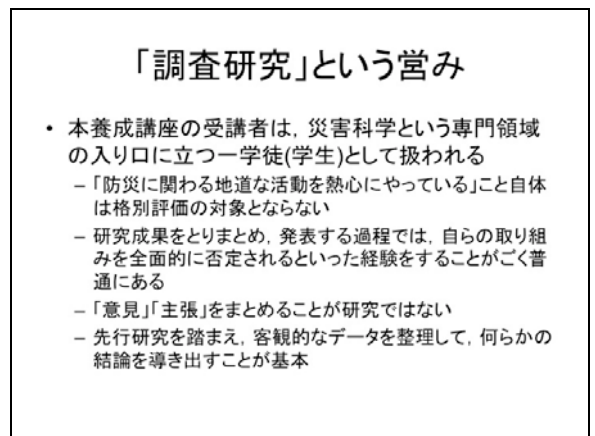 「調査研究」という営み
• 本養成講座の受講者は，災害科学という専門領域
の入り口に立つ一学徒(学生)として扱われる
– 「防災に関わる地道な活動を熱心にやっている」こと自体
は格別評価の対象とならない
– 研究成果をとりまとめ，発表する過程では，自らの取り組
みを全面的に否定されるといった経験をすることがごく普
通にある
– 「意見」「主張」をまとめることが研究ではない
– 先行研究を踏まえ，客観的なデータを整理して，何らかの
結論を導き出すことが基本